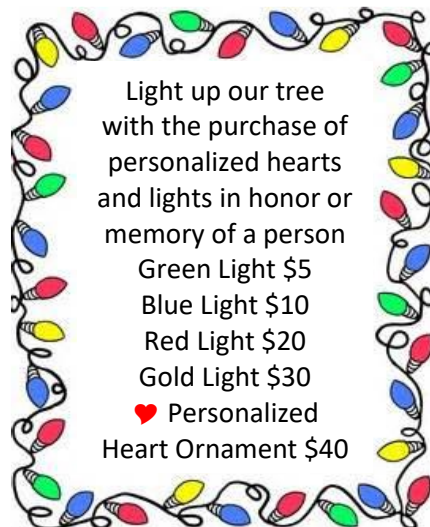 Light up our tree
with the purchase of
personalized hearts
and lights in honor or
memory of a person
Green Light $5
Blue Light $10
Red Light $20
Gold Light $30
Personalized
Heart Ornament $40